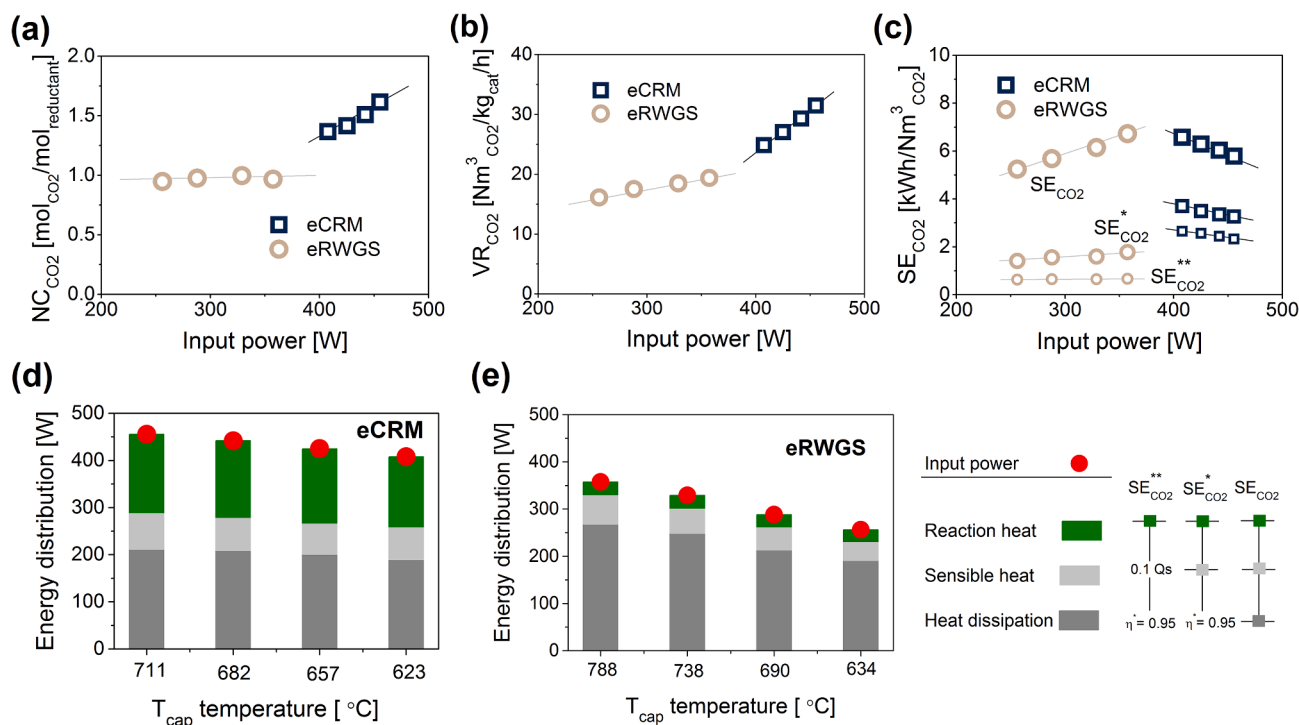 (a)
NC_CO2 [mol_CO2/mol_reductant]
2.0
1.5
1.0
0.5
0.0
eCRM
eRWGS
200
300
400
500
Input power [W]
(b)
VR_CO2 [Nm³_CO2/kg_cat/h]
40
30
20
10
0
eCRM
eRWGS
200
300
400
500
Input power [W]
(c)
SE_CO2 [kWh/Nm³_CO2]
10
8
6
4
2
0
eCRM
eRWGS
SE_CO2
SE*_CO2
SE**_CO2
200
300
400
500
Input power [W]
(d)
Energy distribution [W]
500
400
300
200
100
0
eCRM
711
682
657
623
T_cap temperature [ °C]
(e)
Energy distribution [W]
500
400
300
200
100
0
eRWGS
788
738
690
634
T_cap temperature [ °C]
Input power
SE**_CO2 SE*_CO2 SE_CO2
Reaction heat
Sensible heat
0.1 Qs
Heat dissipation
η*= 0.95 η*= 0.95